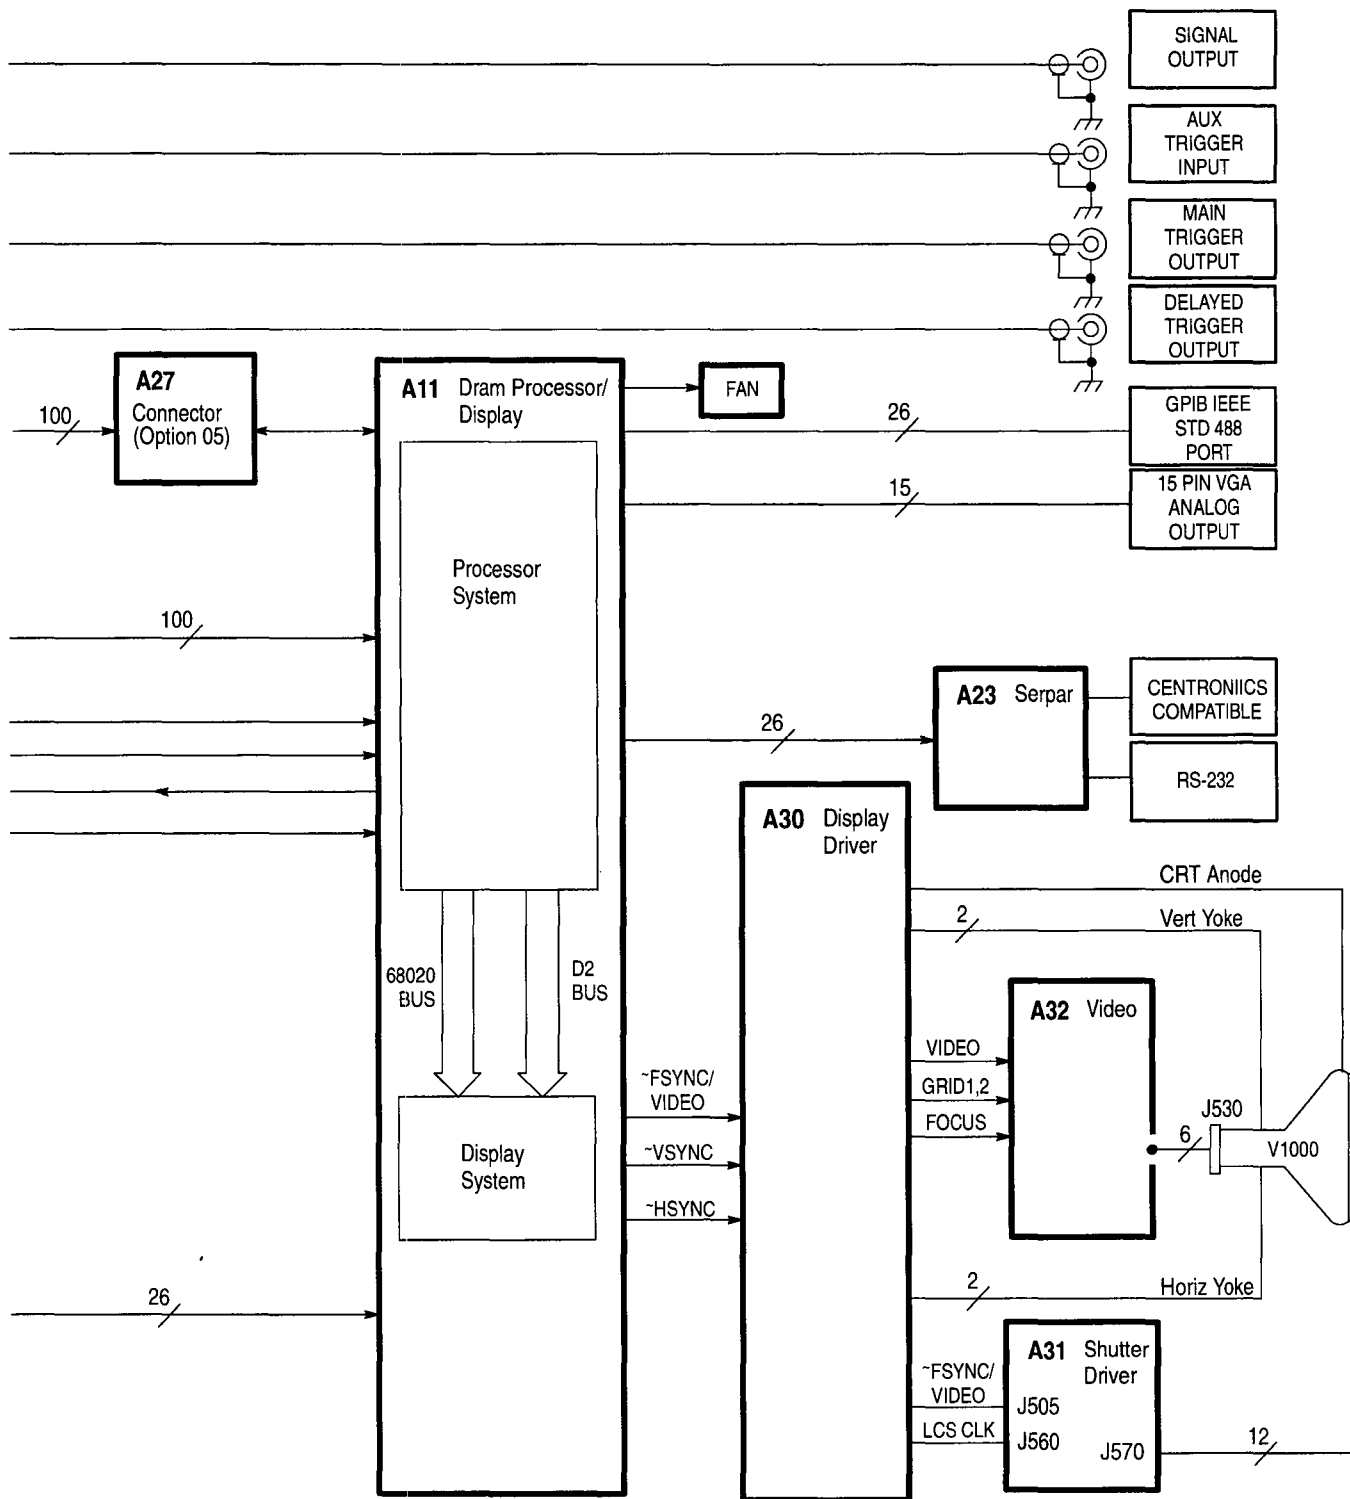 SIGNAL
OUTPUT
AUX
TRIGGER
INPUT
MAIN
TRIGGER
OUTPUT
DELAYED
TRIGGER
OUTPUT
A27
Connector
(Option 05)
100
A11 Dram Processor/
Display
FAN
26
GPIB IEEE
STD 488
PORT
15
15 PIN VGA
ANALOG
OUTPUT
Processor
System
100
A23 Serpar
CENTRONIICS
COMPATIBLE
26
RS-232
A30 Display
Driver
CRT Anode
2
Vert Yoke
68020
BUS
D2
BUS
A32 Video
VIDEO
GRID1,2
FOCUS
~FSYNC/
VIDEO
~VSYNC
~HSYNC
J530
6
V1000
Display
System
26
2
Horiz Yoke
A31 Shutter
Driver
~FSYNC/
VIDEO
J505
LCS CLK
J560
J570
12